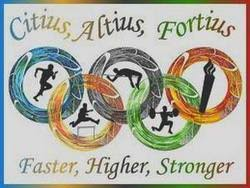 Citius, Altius, Fortius
Faster, Higher, Stronger